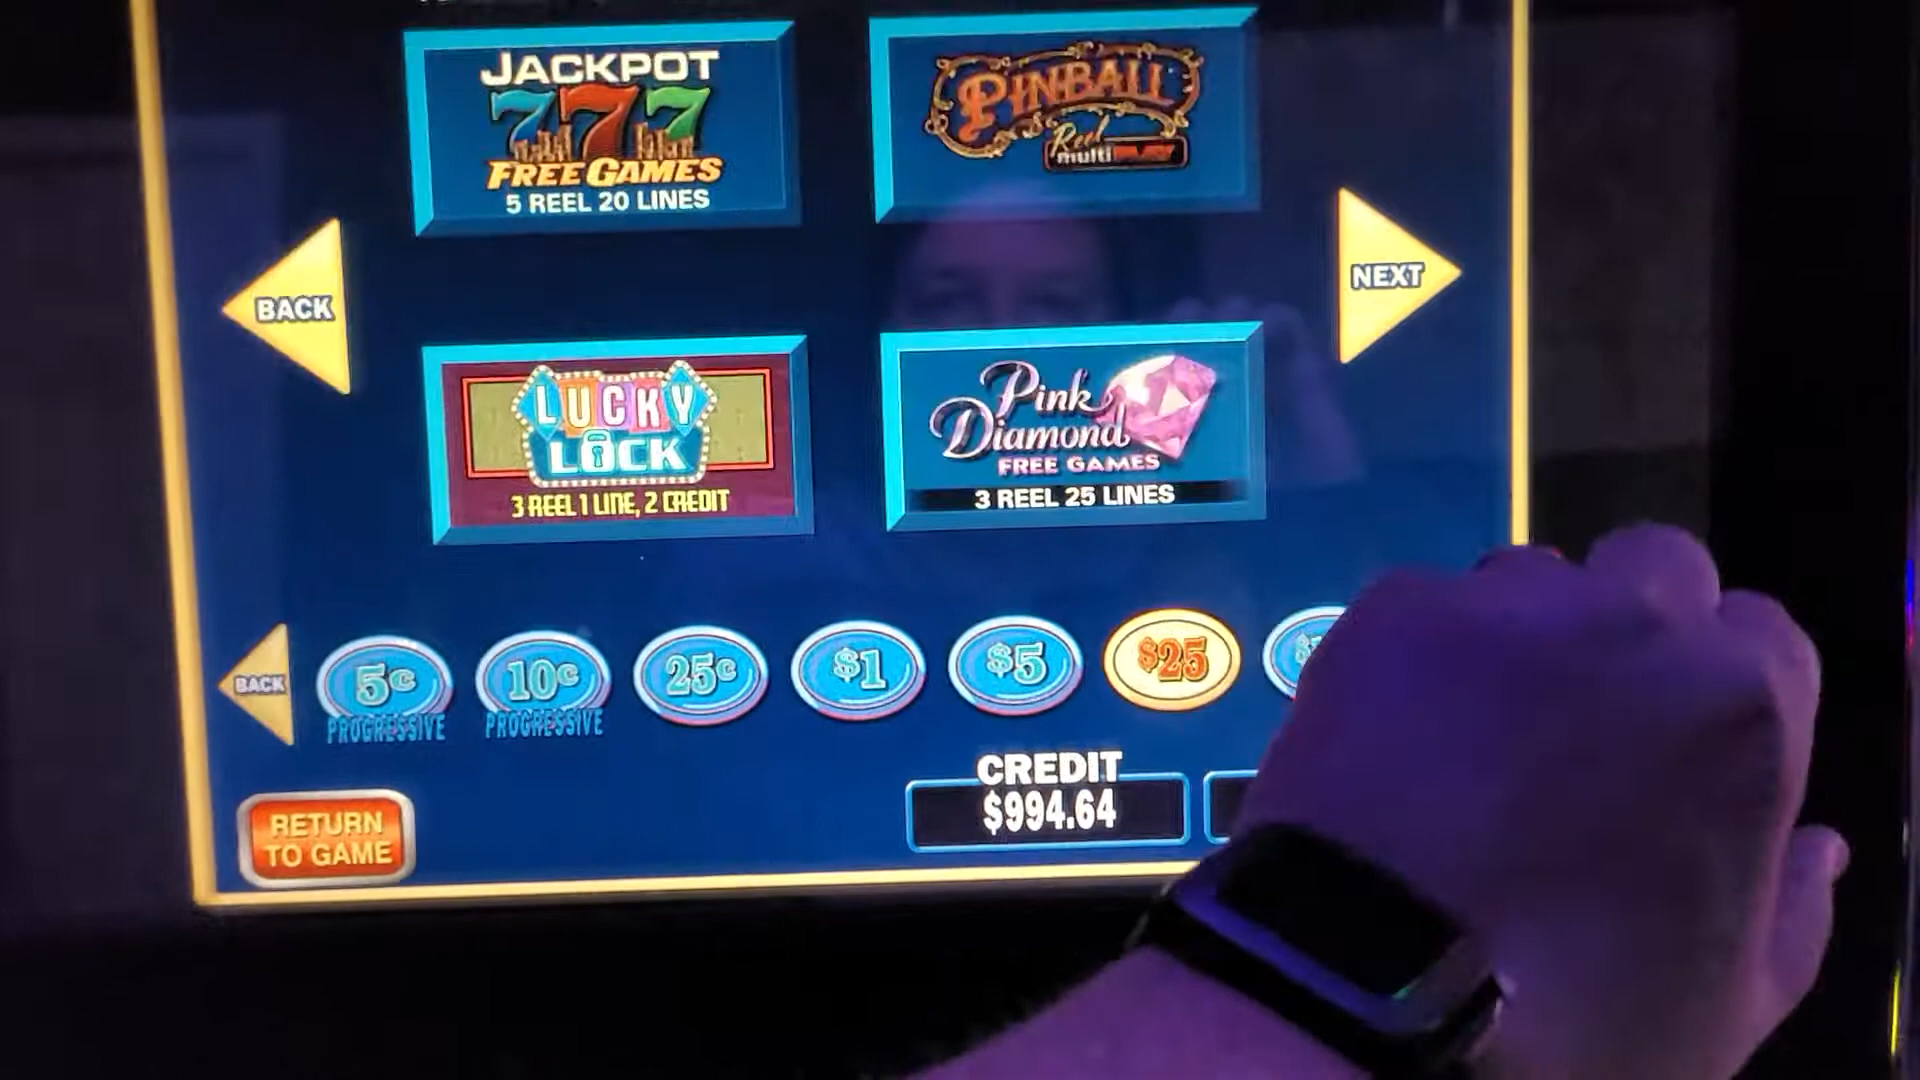 JACKPOT
777
FREE GAMES
5 REEL 20 LINES
PINBALL
Reel
multi PLAY
BACK
NEXT
LUCKY
LOCK
3 REEL 1 LINE, 2 CREDIT
Pink
Diamond
FREE GAMES
3 REEL 25 LINES
BACK
5¢
PROGRESSIVE
10¢
PROGRESSIVE
25¢
$1
$5
$25
CREDIT
$994.64
RETURN
TO GAME